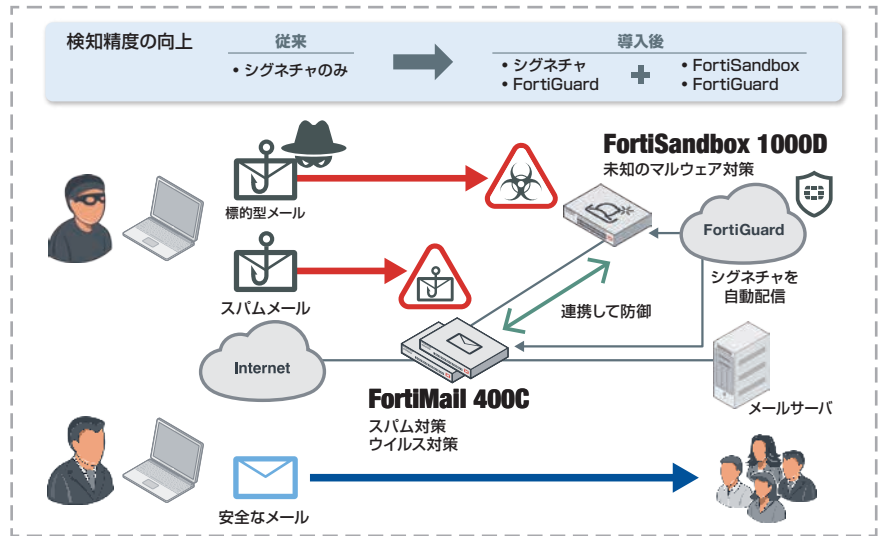 検知精度の向上
従来
• シグネチャのみ
導入後
• シグネチャ
• FortiGuard
+
• FortiSandbox
• FortiGuard
FortiSandbox 1000D
未知のマルウェア対策
標的型メール
FortiGuard
シグネチャを
自動配信
スパムメール
連携して防御
Internet
FortiMail 400C
スパム対策
ウイルス対策
メールサーバ
安全なメール